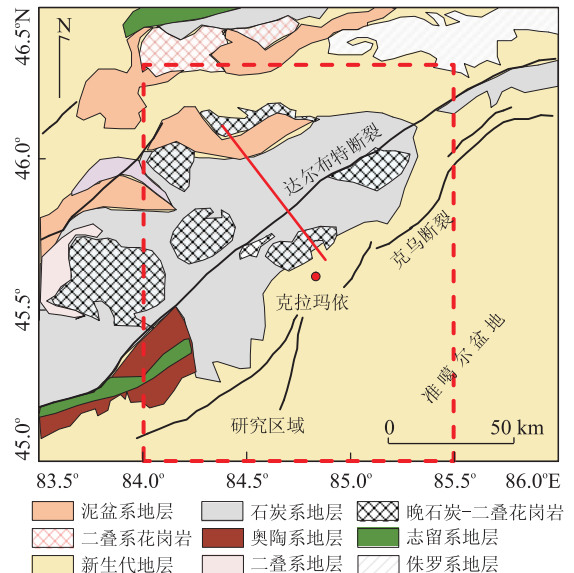 46.5°N
N
达尔布特断裂
46.0°
克乌断裂
克拉玛依
45.5°
准噶尔盆地
研究区域
0 50 km
45.0°
83.5° 84.0° 84.5° 85.0° 85.5° 86.0°E
泥盆系地层 石炭系地层 晚石炭-二叠花岗岩
二叠系花岗岩 奥陶系地层 志留系地层
新生代地层 二叠系地层 侏罗系地层